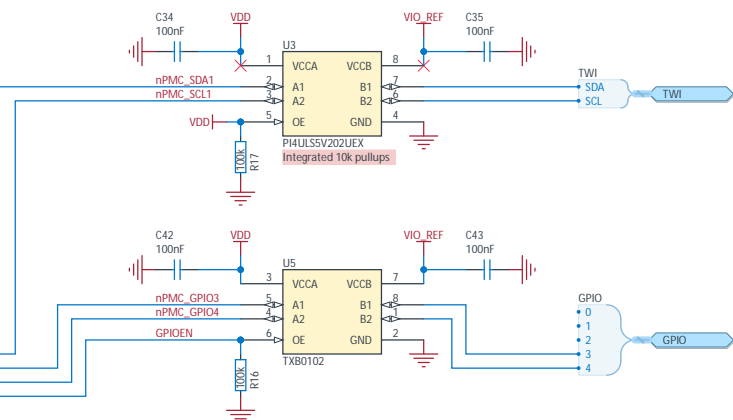 C34
100nF
VDD
VIO_REF
C35
100nF
U3
1 VCCA VCCB 8
nPMC_SDA1 2 A1 B1 7
nPMC_SCL1 3 A2 B2 6
VDD 5 OE GND 4
PI4ULS5V202UEX
Integrated 10k pullups
100k
R17
TWI
SDA
SCL
TWI
C42
100nF
VDD
VIO_REF
C43
100nF
U5
3 VCCA VCCB 7
nPMC_GPIO3 5 A1 B1 8
nPMC_GPIO4 4 A2 B2 1
GPIOEN 6 OE GND 2
TXB0102
100k
R16
GPIO
0
1
2
3
4
GPIO